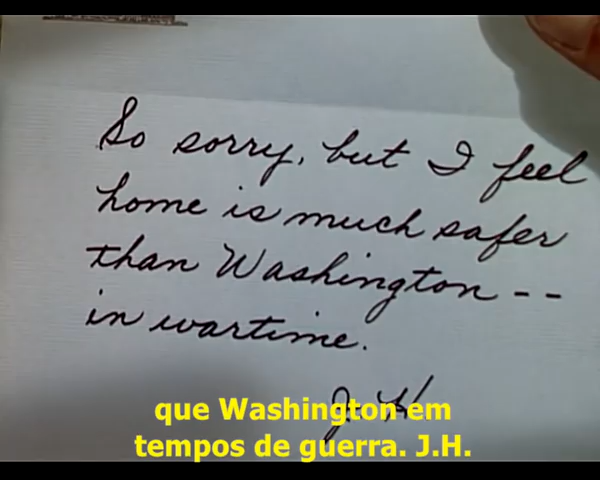 So sorry, but I feel
home is much safer
than Washington --
in wartime.
J. H
que Washington em
tempos de guerra. J.H.